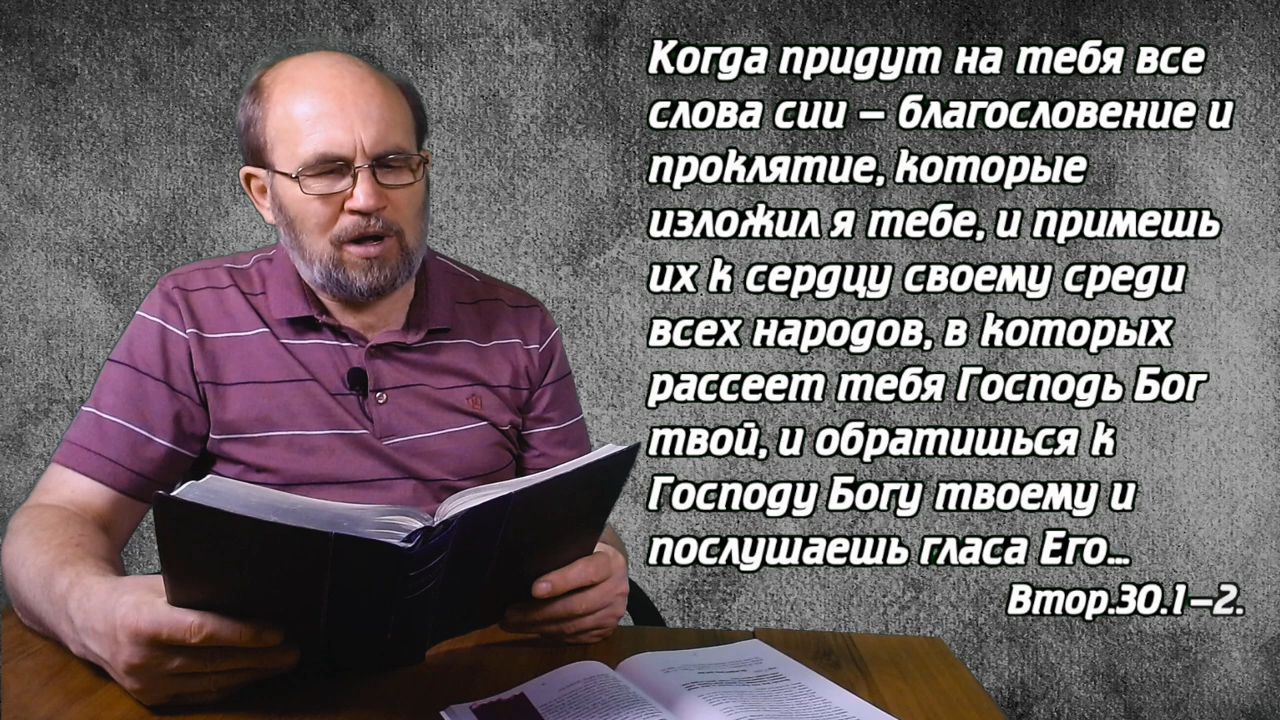 Когда придут на тебя все
слова сии – благословение и
проклятие, которые
изложил я тебе, и примешь
их к сердцу своему среди
всех народов, в которых
рассеет тебя Господь Бог
твой, и обратишься к
Господу Богу твоему и
послушаешь гласа Его...
Втор.30.1–2.